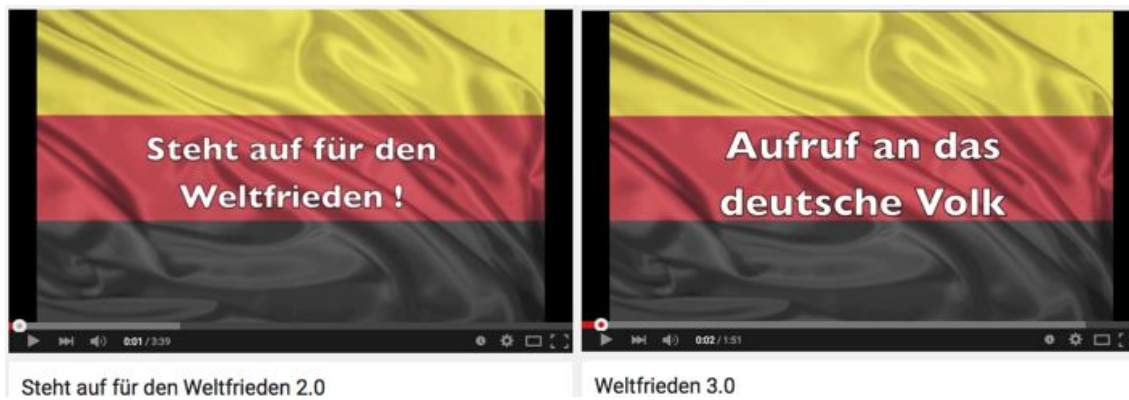 Steht auf für den
Weltfrieden !
0:01 / 3:39
Steht auf für den Weltfrieden 2.0
Aufruf an das
deutsche Volk
0:02 / 1:51
Weltfrieden 3.0